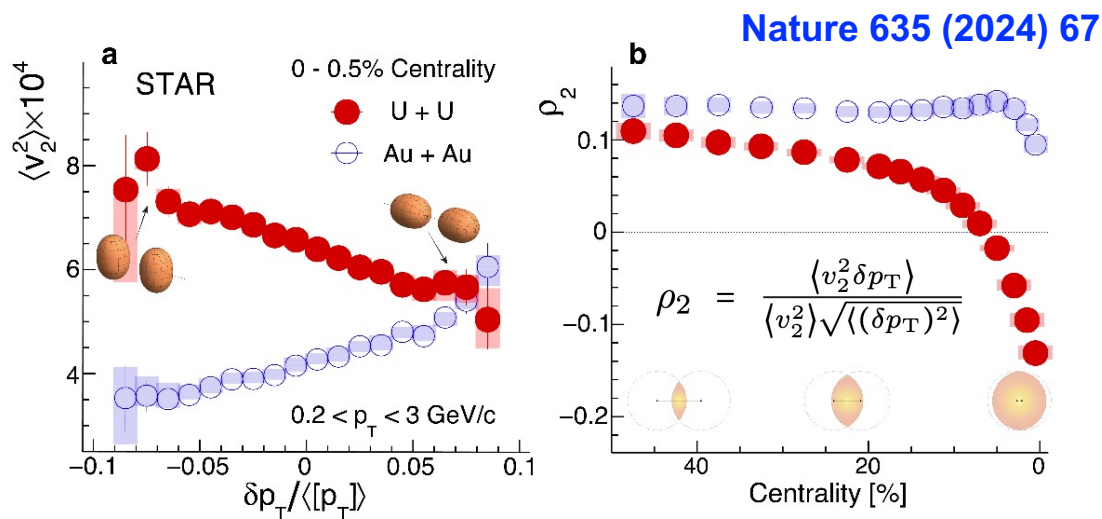 Nature 635 (2024) 67
a
STAR
0 - 0.5% Centrality
U + U
Au + Au
⟨v₂²⟩×10⁴
8
6
4
0.2 < p_T < 3 GeV/c
−0.1 −0.05 0 0.05 0.1
δp_T/⟨[p_T]⟩
b
ρ₂
0.1
0
−0.1
−0.2
ρ₂ = ⟨v₂²δp_T⟩ / ⟨v₂²⟩√⟨(δp_T)²⟩
40 20 0
Centrality [%]